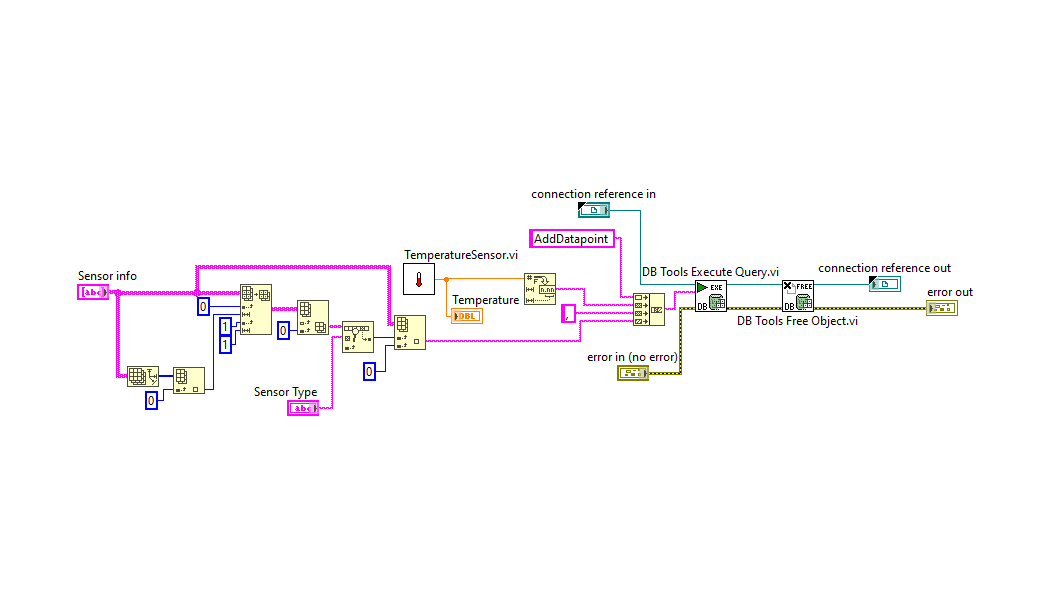 connection reference in
AddDatapoint
TemperatureSensor.vi
Sensor info
abc
Temperature
DBL
,
DB Tools Execute Query.vi
EXE
DB
FREE
DB
DB Tools Free Object.vi
connection reference out
error out
error in (no error)
0
1
1
0
0
0
Sensor Type
abc